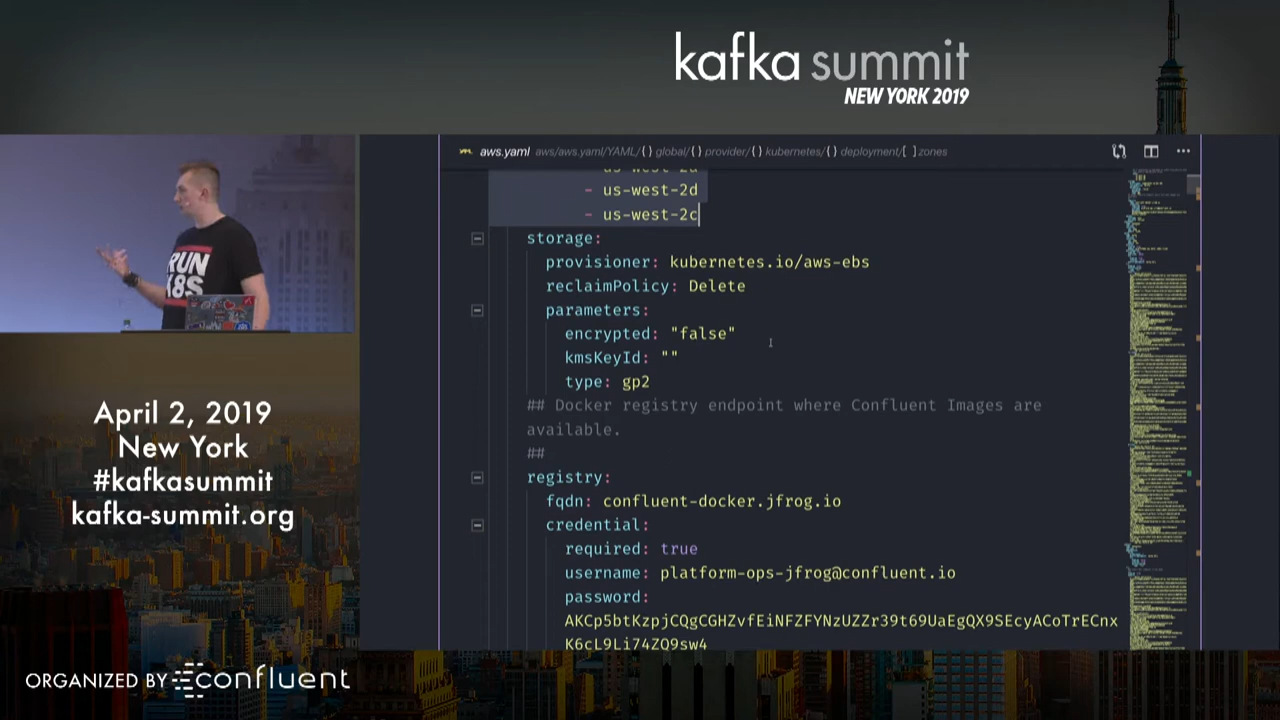 kafka summit
NEW YORK 2019
aws.yaml aws/aws.yaml/YAML/{} global/{} provider/{} kubernetes/{} deployment/[ ] zones
- us-west-2d
- us-west-2c
storage:
provisioner: kubernetes.io/aws-ebs
reclaimPolicy: Delete
parameters:
encrypted: "false"
kmsKeyId: ""
type: gp2
## Docker registry endpoint where Confluent Images are
available.
##
registry:
fqdn: confluent-docker.jfrog.io
credential:
required: true
username: platform-ops-jfrog@confluent.io
password:
AKCp5btKzpjCQgCGHZvfEiNFZFYNzUZZr39t69UaEgQX9SEcyACoTrECnx
K6cL9Li74ZQ9sw4
RUN
K8S
April 2, 2019
New York
#kafkasummit
kafka-summit.org
ORGANIZED BY confluent